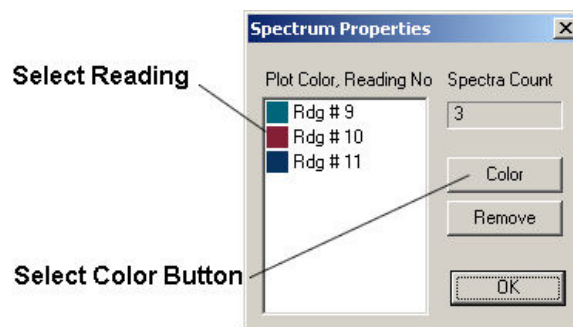 Spectrum Properties
Select Reading
Plot Color, Reading No
Spectra Count
Rdg # 9
3
Rdg # 10
Rdg # 11
Color
Remove
Select Color Button
OK